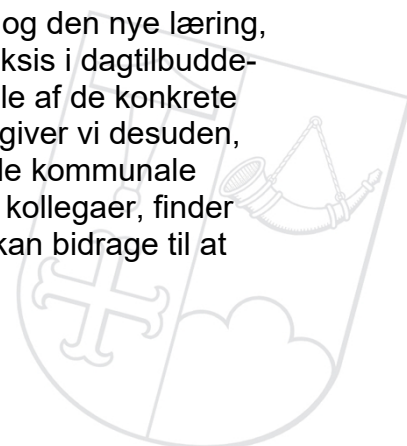 og den nye læring,
ksis i dagtilbudde-
le af de konkrete
giver vi desuden,
le kommunale
kollegaer, finder
kan bidrage til at